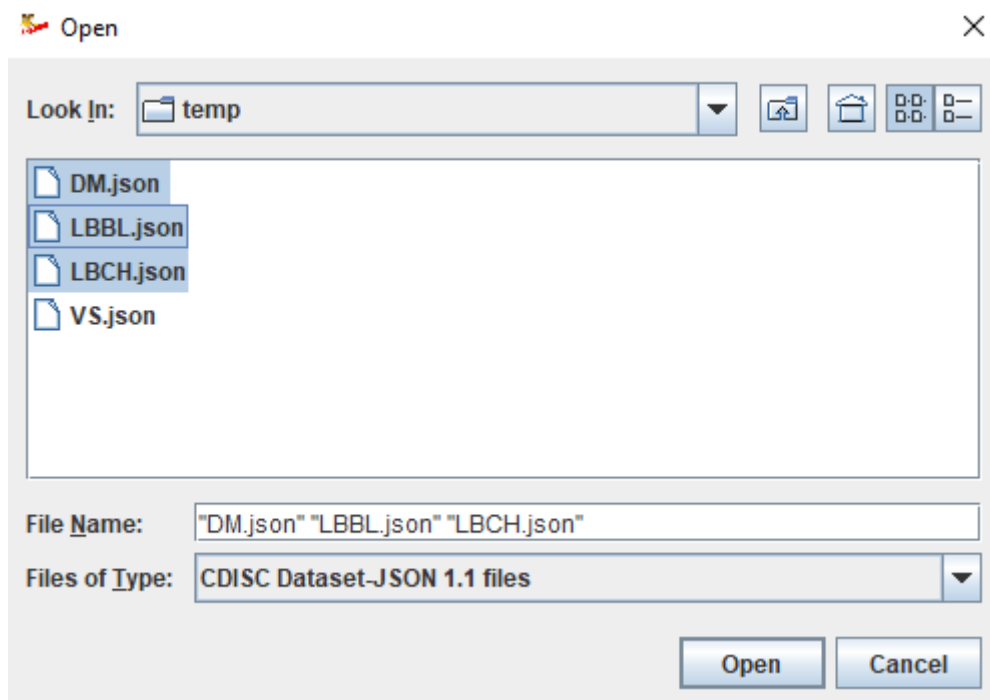 Open
Look In: temp
DM.json
LBBL.json
LBCH.json
VS.json
File Name: "DM.json" "LBBL.json" "LBCH.json"
Files of Type: CDISC Dataset-JSON 1.1 files
Open Cancel